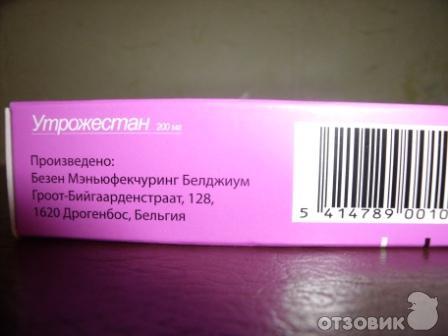 Утрожестан 200 мг
Произведено:
Безен Мэньюфекчуринг Белджиум
Гроот-Бийгаарденстраат, 128,
1620 Дрогенбос, Бельгия
5 414789 0010
ОТЗОВИК